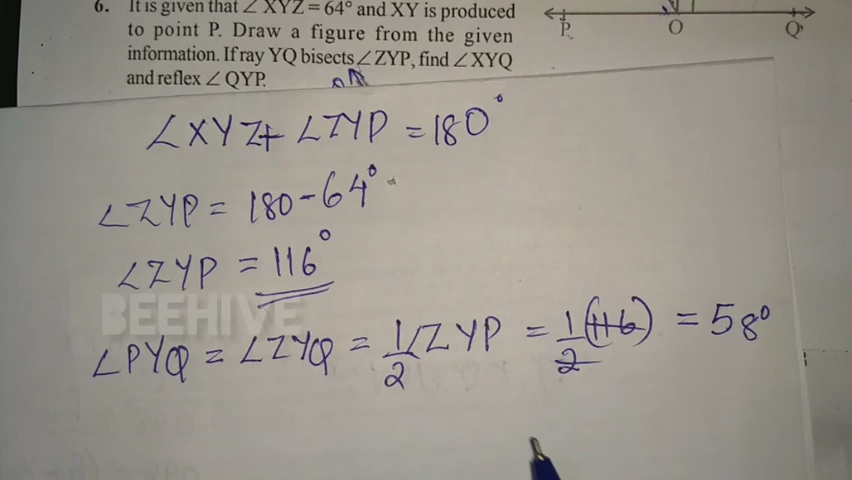 6. It is given that ∠ XYZ = 64° and XY is produced
to point P. Draw a figure from the given
information. If ray YQ bisects ∠ ZYP, find ∠ XYQ
and reflex ∠ QYP.
P O Q
∠XYZ + ∠ZYP = 180°
∠ZYP = 180 - 64°
∠ZYP = 116°
BEEHIVE
∠PYQ = ∠ZYQ = 1/2 ∠ZYP = 1/2 (116) = 58°